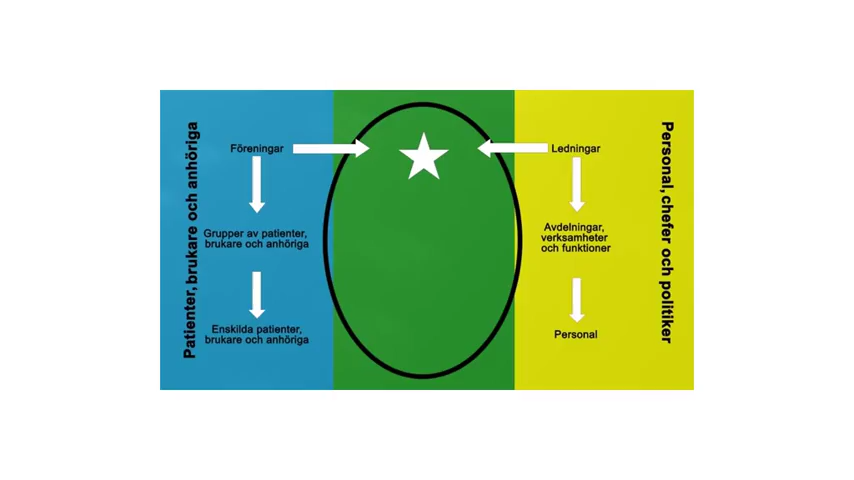 Patienter, brukare och anhöriga
Föreningar
Grupper av patienter,
brukare och anhöriga
Enskilda patienter,
brukare och anhöriga
Ledningar
Avdelningar,
verksamheter
och funktioner
Personal
Personal, chefer och politiker